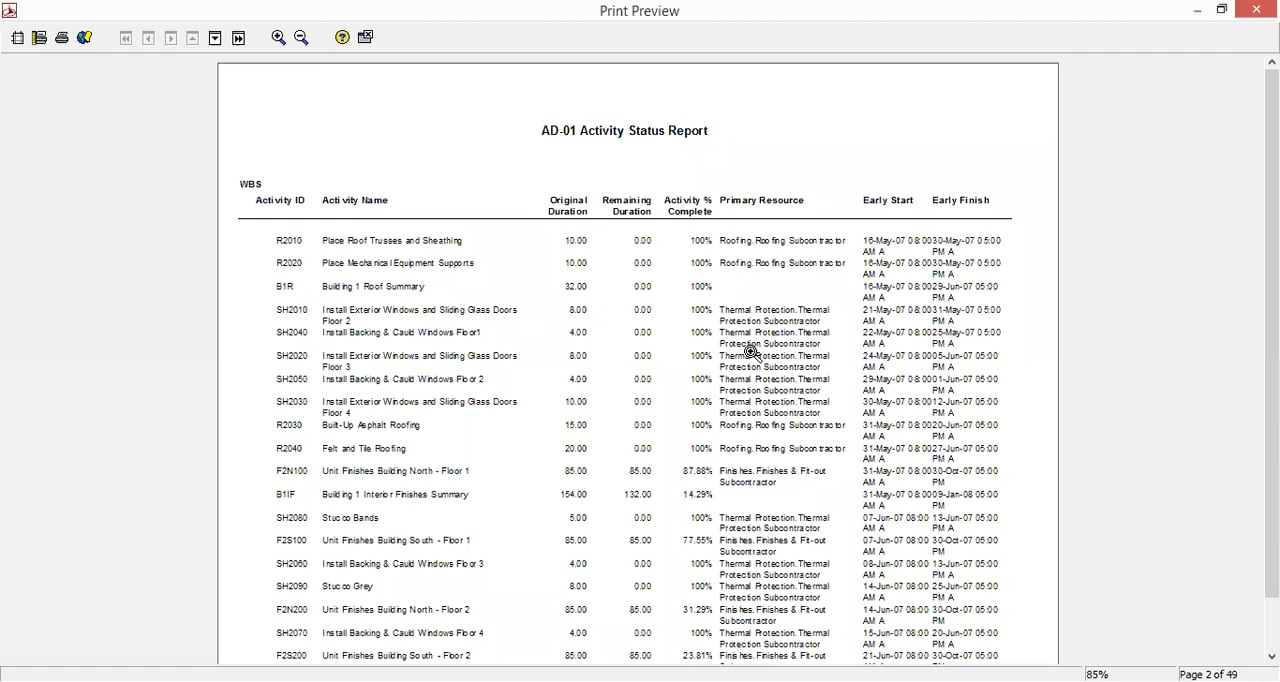 Print Preview
AD-01 Activity Status Report
WBS
Activity ID Activity Name Original Duration Remaining Duration Activity % Complete Primary Resource Early Start Early Finish
R2010 Place Roof Trusses and Sheathing 10.00 0.00 100% Roofing.Roofing Subcontractor 16-May-07 08:00 30-May-07 05:00
AM A PM A
R2020 Place Mechanical Equipment Supports 10.00 0.00 100% Roofing.Roofing Subcontractor 16-May-07 08:00 30-May-07 05:00
AM A PM A
B1R Building 1 Roof Summary 32.00 0.00 100% 16-May-07 08:00 29-Jun-07 05:00
AM A PM A
SH2010 Install Exterior Windows and Sliding Glass Doors 8.00 0.00 100% Thermal Protection.Thermal 21-May-07 08:00 31-May-07 05:00
Floor 2 Protection Subcontractor AM A PM A
SH2040 Install Backing & Cauld Windows Floor1 4.00 0.00 100% Thermal Protection.Thermal 22-May-07 08:00 25-May-07 05:00
Protection Subcontractor AM A PM A
SH2020 Install Exterior Windows and Sliding Glass Doors 8.00 0.00 100% Thermal Protection.Thermal 24-May-07 08:00 05-Jun-07 05:00
Floor 3 Protection Subcontractor AM A PM A
SH2050 Install Backing & Cauld Windows Floor 2 4.00 0.00 100% Thermal Protection.Thermal 29-May-07 08:00 01-Jun-07 05:00
Protection Subcontractor AM A PM A
SH2030 Install Exterior Windows and Sliding Glass Doors 10.00 0.00 100% Thermal Protection.Thermal 30-May-07 08:00 12-Jun-07 05:00
Floor 4 Protection Subcontractor AM A PM A
R2030 Built-Up Asphalt Roofing 15.00 0.00 100% Roofing.Roofing Subcontractor 31-May-07 08:00 20-Jun-07 05:00
AM A PM A
R2040 Felt and Tile Roofing 20.00 0.00 100% Roofing.Roofing Subcontractor 31-May-07 08:00 27-Jun-07 05:00
AM A PM A
F2N100 Unit Finishes Building North - Floor 1 85.00 85.00 87.88% Finishes.Finishes & Fit-out 31-May-07 08:00 30-Oct-07 05:00
Subcontractor AM A PM
B1IF Building 1 Interior Finishes Summary 154.00 132.00 14.29% 31-May-07 08:00 09-Jan-08 05:00
AM A PM
SH2080 Stucco Bands 5.00 0.00 100% Thermal Protection.Thermal 07-Jun-07 08:00 13-Jun-07 05:00
Protection Subcontractor AM A PM A
F2S100 Unit Finishes Building South - Floor 1 85.00 85.00 77.55% Finishes.Finishes & Fit-out 07-Jun-07 08:00 30-Oct-07 05:00
Subcontractor AM A PM
SH2060 Install Backing & Cauld Windows Floor 3 4.00 0.00 100% Thermal Protection.Thermal 08-Jun-07 08:00 13-Jun-07 05:00
Protection Subcontractor AM A PM A
SH2090 Stucco Grey 8.00 0.00 100% Thermal Protection.Thermal 14-Jun-07 08:00 25-Jun-07 05:00
Protection Subcontractor AM A PM A
F2N200 Unit Finishes Building North - Floor 2 85.00 85.00 31.29% Finishes.Finishes & Fit-out 14-Jun-07 08:00 30-Oct-07 05:00
Subcontractor AM A PM
SH2070 Install Backing & Cauld Windows Floor 4 4.00 0.00 100% Thermal Protection.Thermal 15-Jun-07 08:00 20-Jun-07 05:00
Protection Subcontractor AM A PM A
F2S200 Unit Finishes Building South - Floor 2 85.00 85.00 23.81% Finishes.Finishes & Fit-out 21-Jun-07 08:00 30-Oct-07 05:00
85% Page 2 of 49